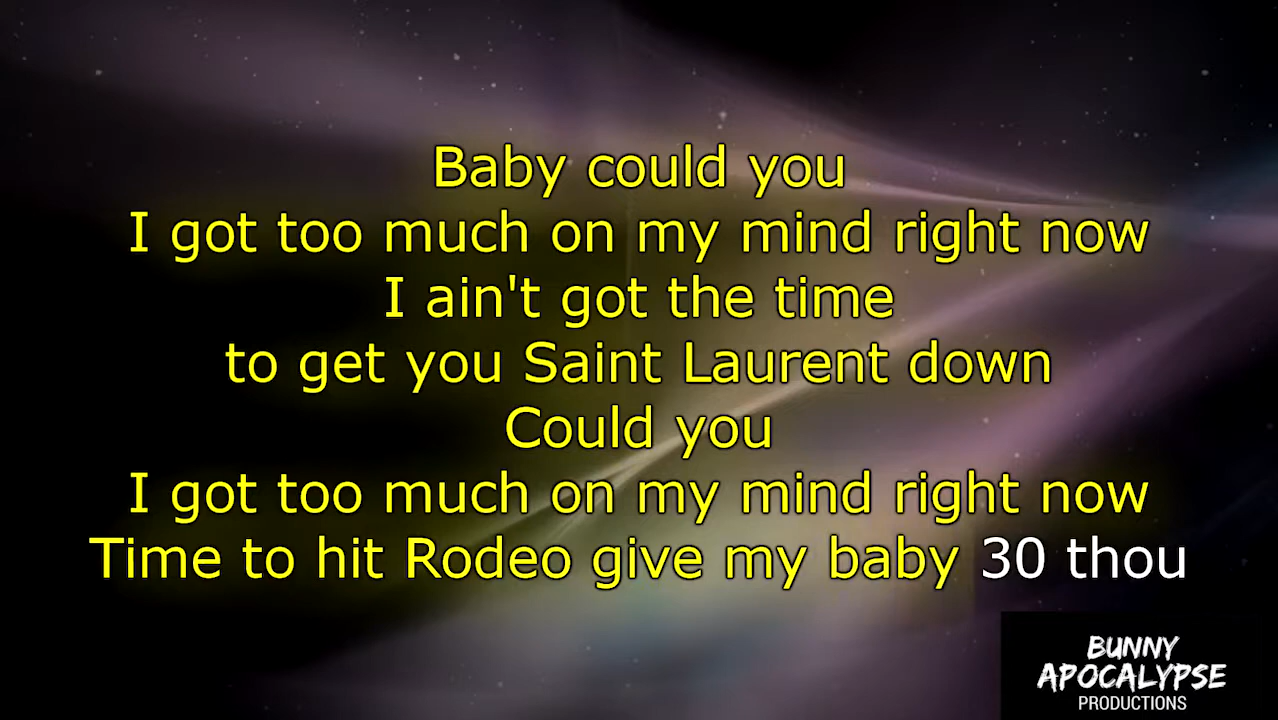 Baby could you
I got too much on my mind right now
I ain't got the time
to get you Saint Laurent down
Could you
I got too much on my mind right now
Time to hit Rodeo give my baby 30 thou
BUNNY
APOCALYPSE
PRODUCTIONS